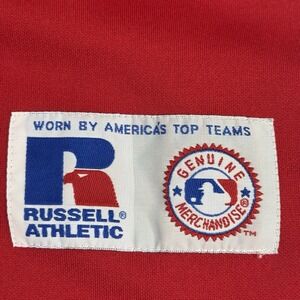 WORN BY AMERICA'S TOP TEAMS
R
RUSSELL®
ATHLETIC
GENUINE
MERCHANDISE®
™